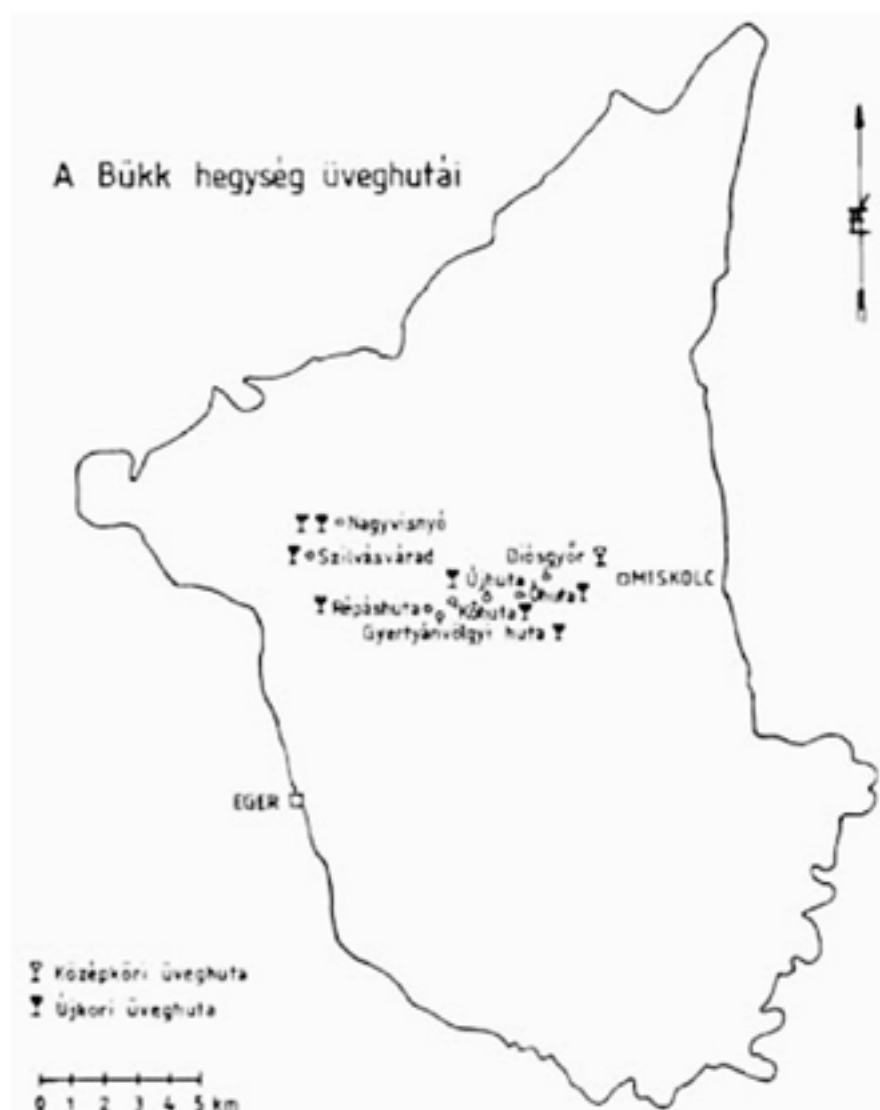 A Bükk hegység üveghutái
Nagyvisnyó
Szilvásvárad
Diósgyőr
Újhuta
MISKOLC
Óhuta
Répáshuta
Kőhuta
Gyertyánvölgyi huta
EGER
Középköri üveghuta
Újkori üveghuta
0 1 2 3 4 5 km